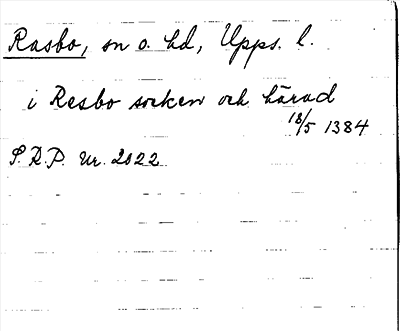 Rasbo, sn o. hd, Upps. l.
i Resbo socken och härad
18/5 1384
S.R.P. nr. 2022